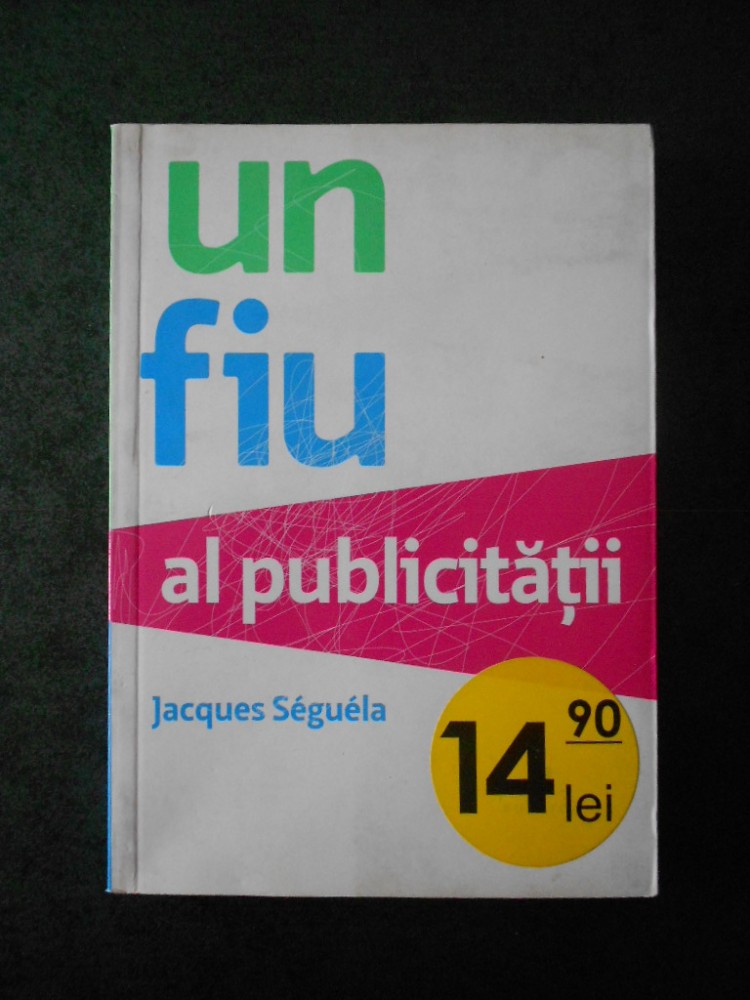 un
fiu
al publicității
Jacques Séguéla
14 90 lei